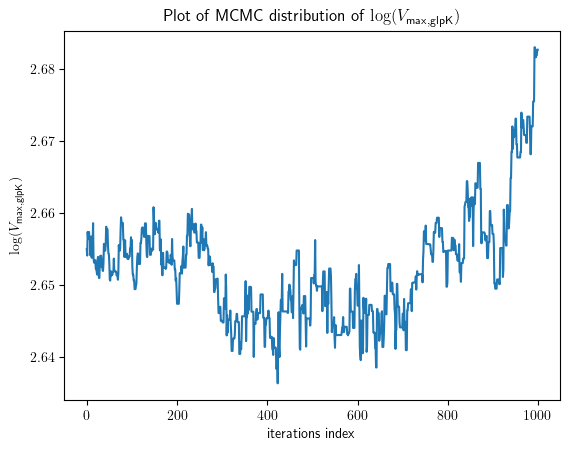 Plot of MCMC distribution of log(V_max,glpK)
log(V_max,glpK)
2.68
2.67
2.66
2.65
2.64
0 200 400 600 800 1000
iterations index